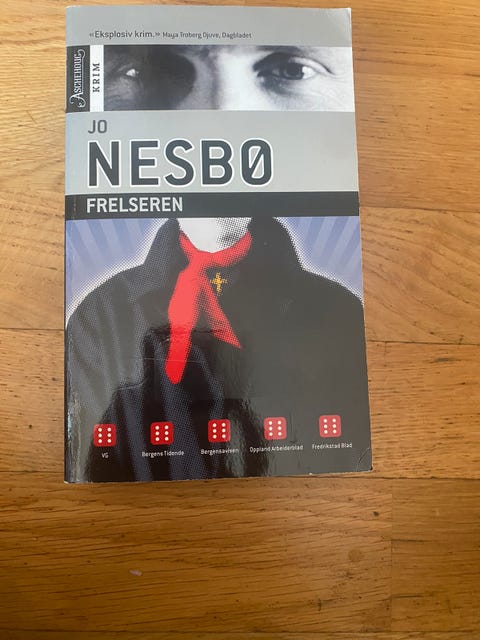 «Eksplosiv krim.» Maya Troberg Djuve, Dagbladet
ASCHEHOUG
KRIM
JO
NESBØ
FRELSEREN
VG
Bergens Tidende
Bergensavisen
Oppland Arbeiderblad
Fredrikstad Blad